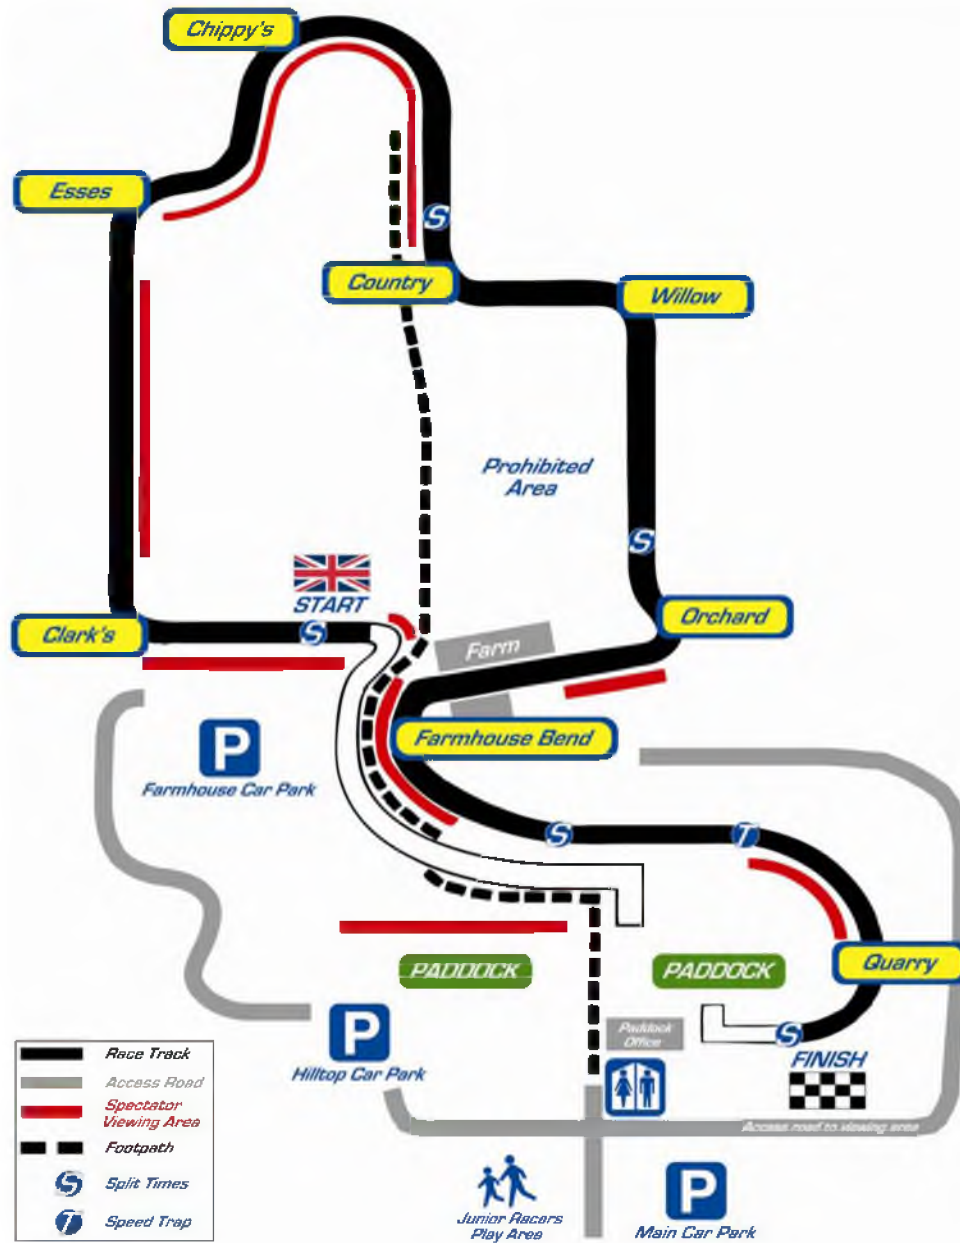 Chippy's
Esses
S
Country
Willow
Prohibited
Area
S
START
Clark's
S
Orchard
Farm
P
Farmhouse Bend
Farmhouse Car Park
S
T
PADDOCK
PADDOCK
Quarry
P
Paddock
Office
S
Hilltop Car Park
FINISH
Race Track
Access Road
Spectator
Viewing Area
Footpath
S Split Times
T Speed Trap
Access road to viewing area
Junior Racers
Play Area
P
Main Car Park